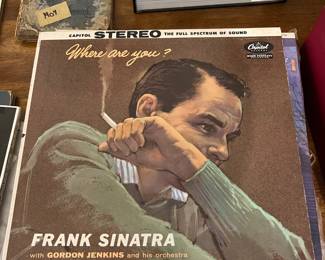 MOY
CAPITOL STEREO THE FULL SPECTRUM OF SOUND
Where are you?
Capitol
FRANK SINATRA
with GORDON JENKINS and his orchestra